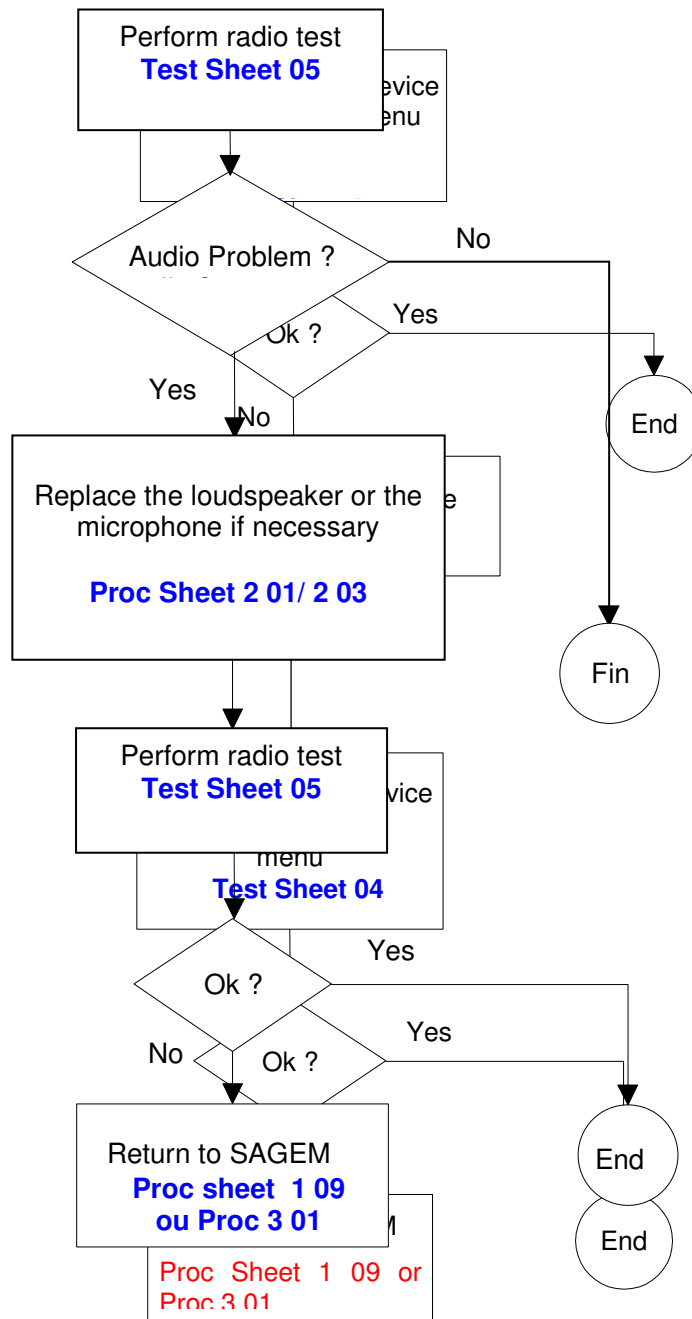 Perform radio test
Test Sheet 05
evice
enu
Audio Problem ?
No
Ok ?
Yes
Yes
No
End
Replace the loudspeaker or the
microphone if necessary
e
Proc Sheet 2 01/ 2 03
Fin
Perform radio test
Test Sheet 05
vice
menu
Test Sheet 04
Yes
Ok ?
Yes
No
Ok ?
Return to SAGEM
Proc sheet 1 09
ou Proc 3 01
End
M
End
Proc Sheet 1 09 or
Proc 3 01